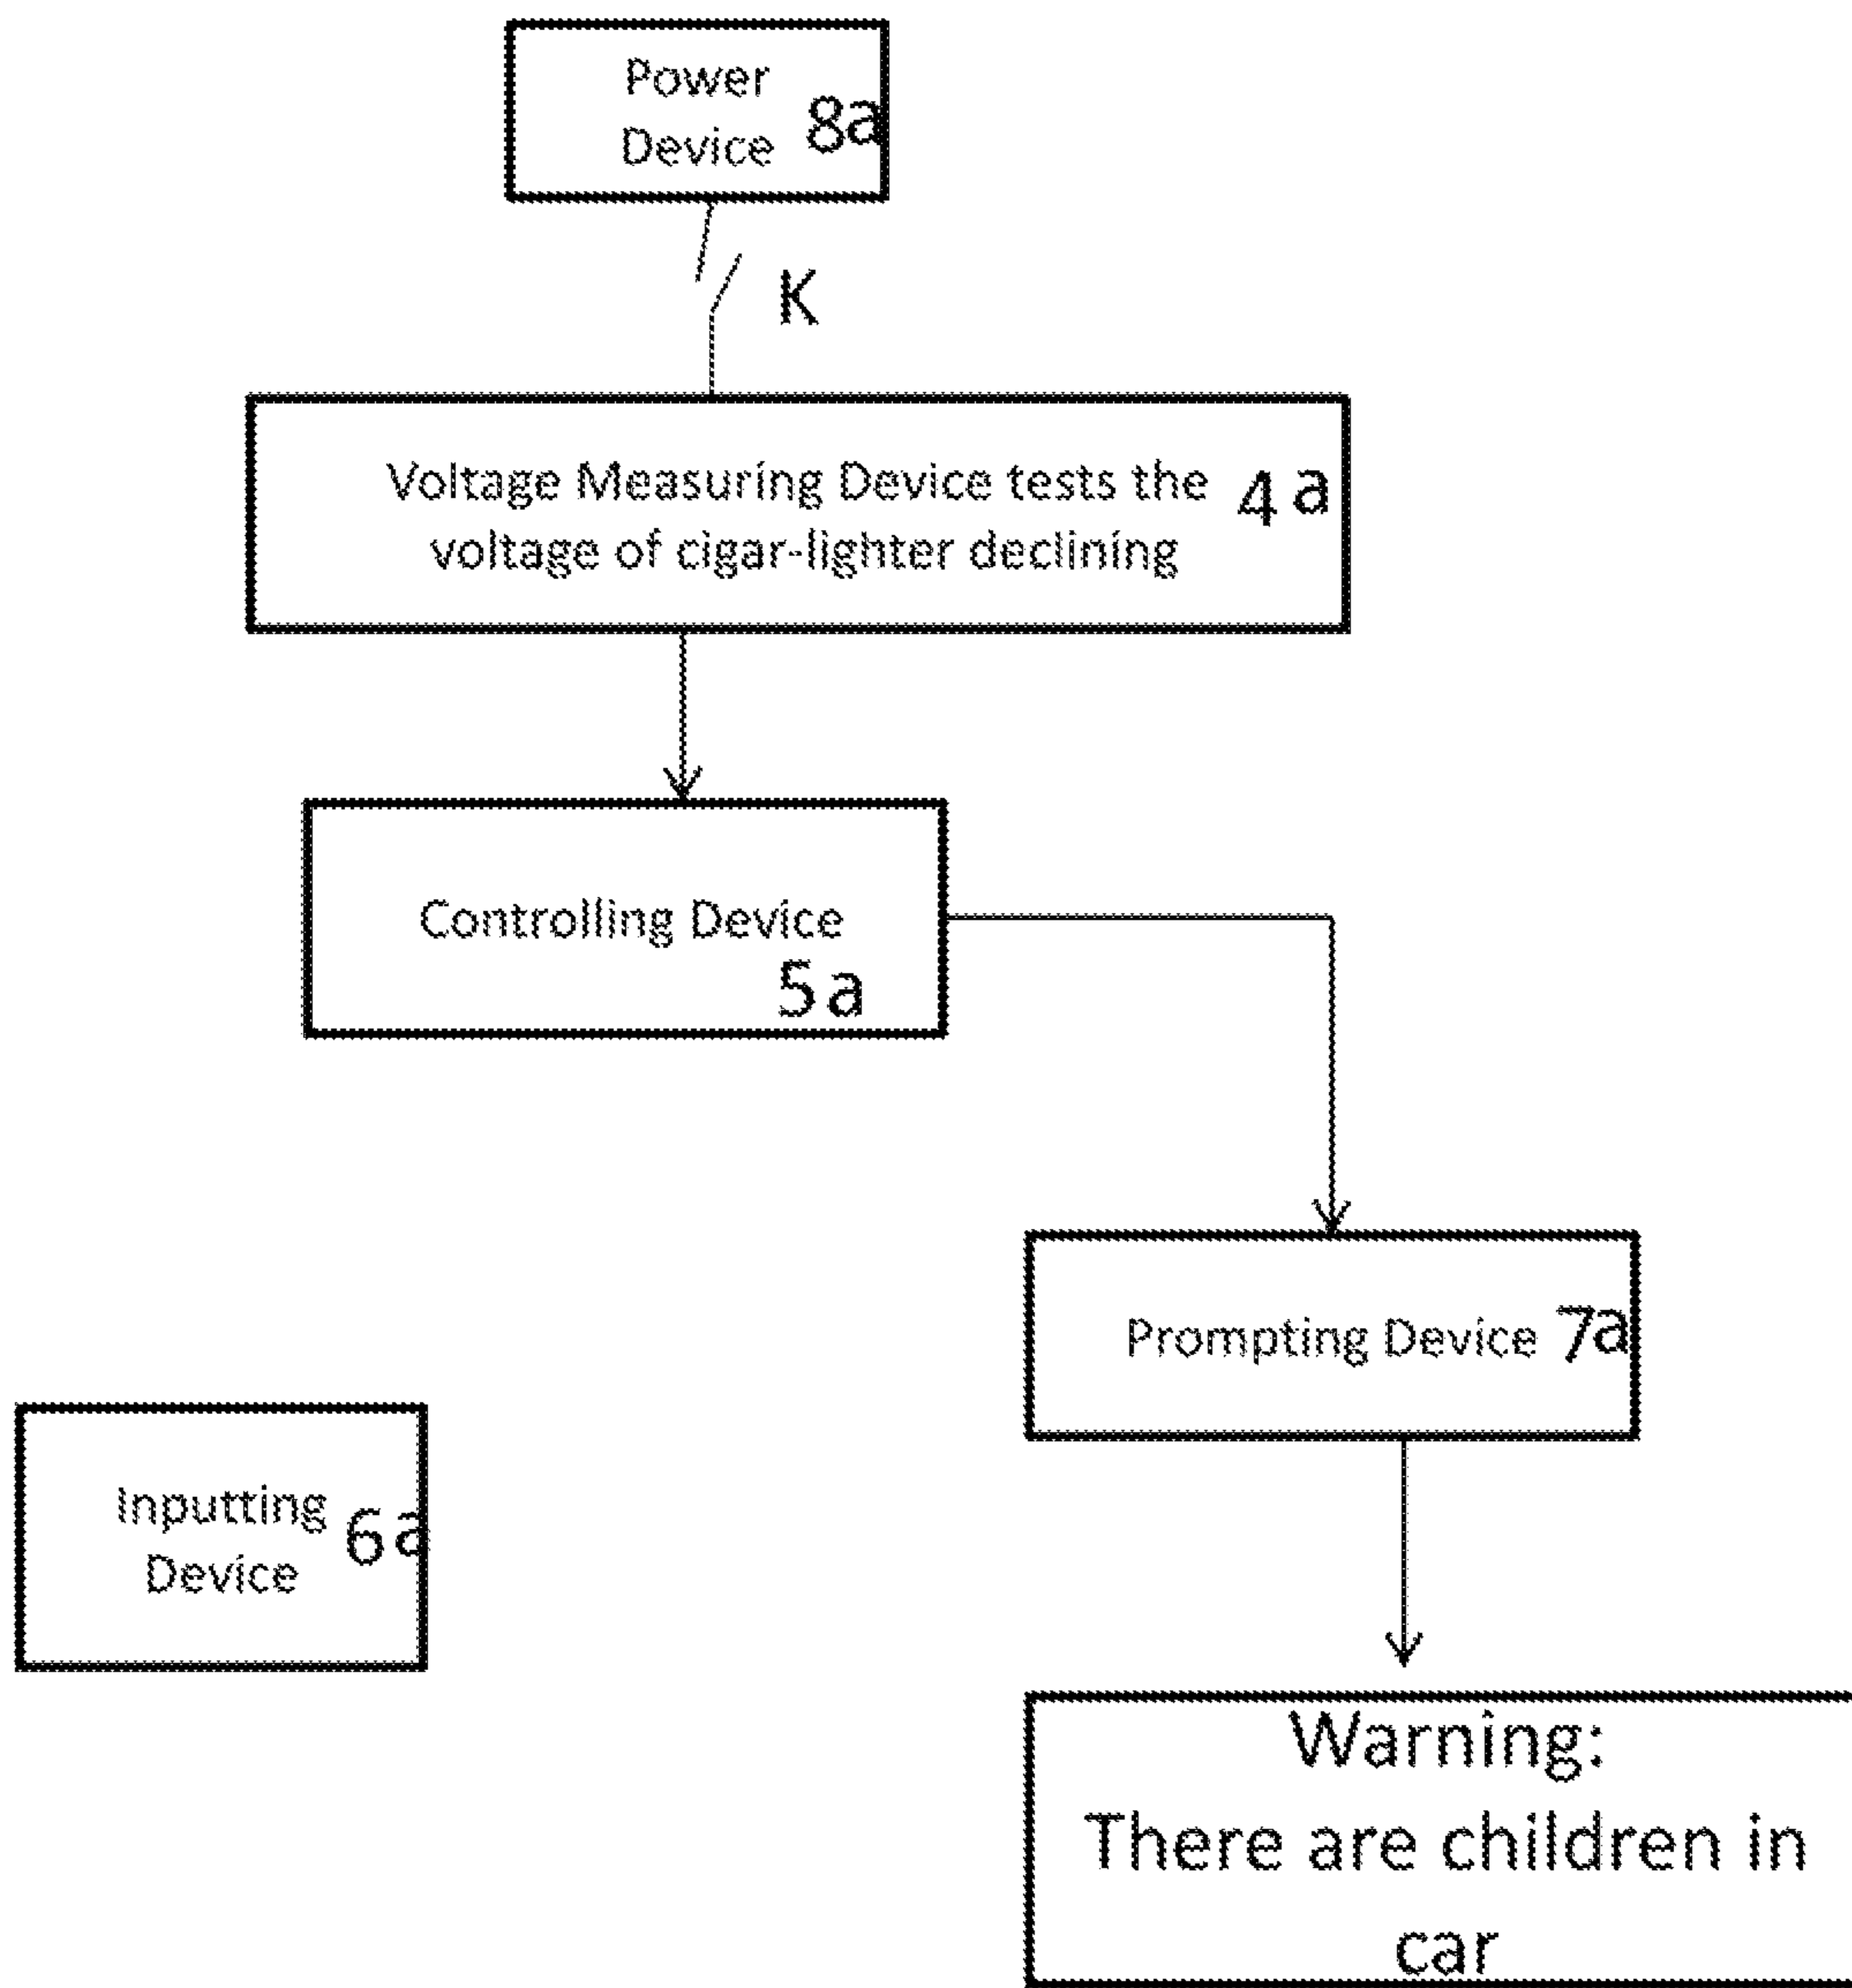 Power
Device 8a
K
Voltage Measuring Device tests the 4a
voltage of cigar-lighter declining
Controlling Device
5a
Prompting Device 7a
Inputting 6a
Device
Warning:
There are children in
car